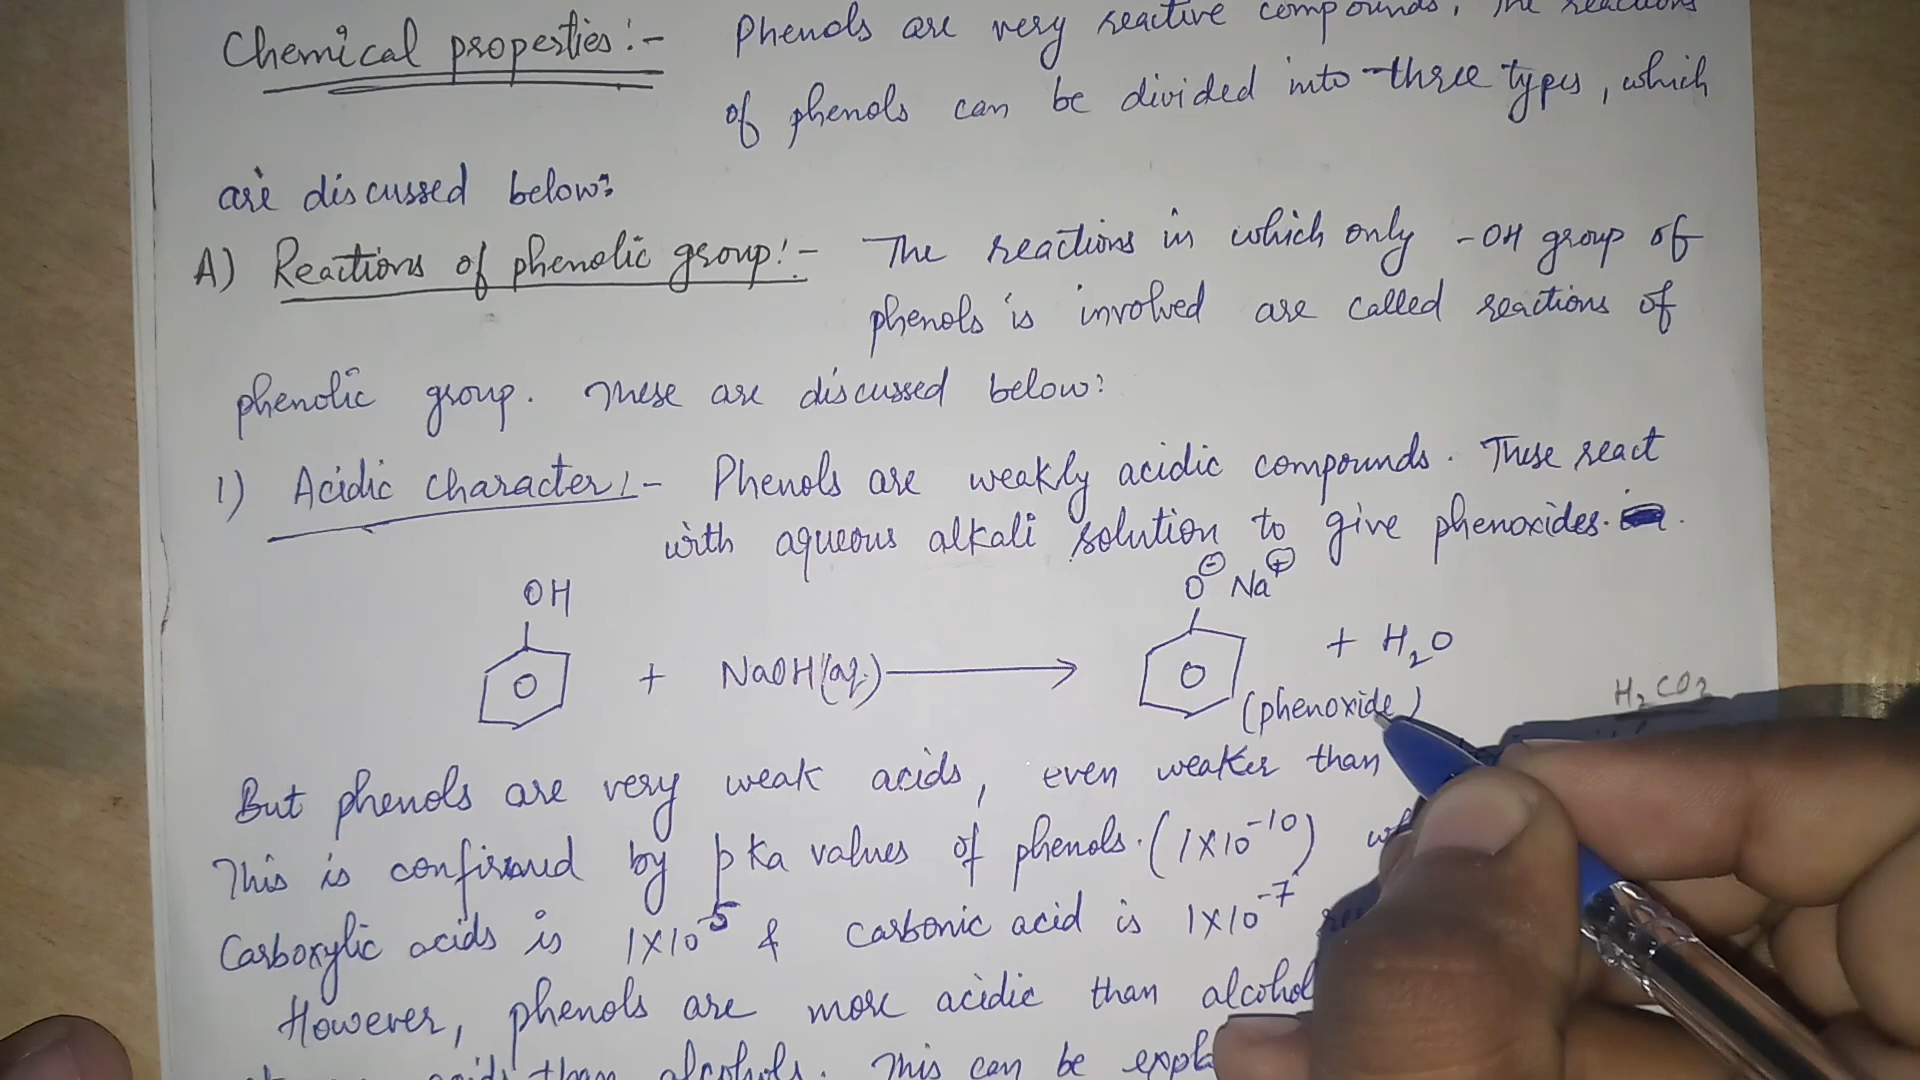 Chemical properties:- Phenols are very reactive compounds. The reactions
of phenols can be divided into three types, which
are discussed below:
A) Reactions of phenolic group:- The reactions in which only -OH group of
phenols is involved are called reactions of
phenolic group. These are discussed below:
1) Acidic character:- Phenols are weakly acidic compounds. These react
with aqueous alkali solution to give phenoxides.
OH + NaOH(aq.) → O⊖ Na⊕ + H₂O
(phenoxide)
H₂CO₃
But phenols are very weak acids, even weaker than
This is confirmed by pka values of phenols. (1×10⁻¹⁰)
Carboxylic acids is 1×10⁻⁵ & carbonic acid is 1×10⁻⁷
However, phenols are more acidic than alcohol
than alcohols. This can be